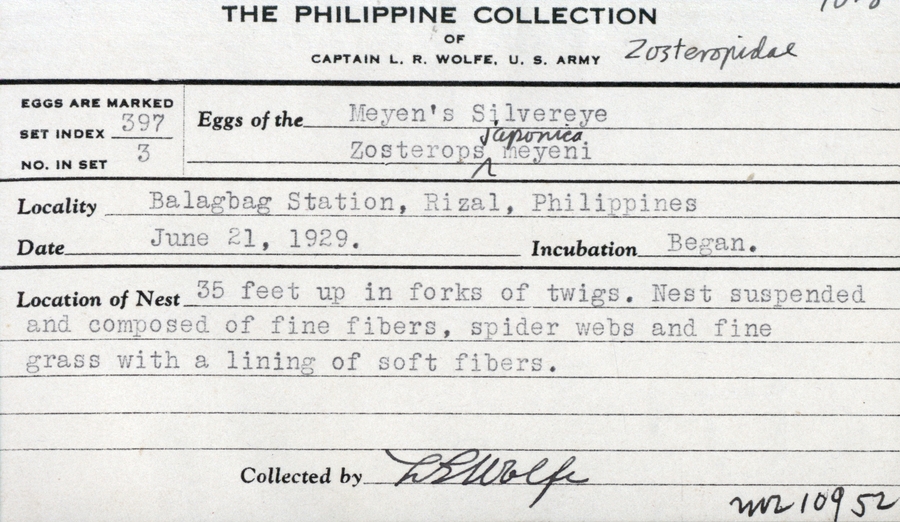 THE PHILIPPINE COLLECTION
OF
CAPTAIN L. R. WOLFE, U. S. ARMY Zosteropidae
EGGS ARE MARKED
SET INDEX 397
NO. IN SET 3
Eggs of the Meyen's Silvereye
japonica
Zosterops meyeni
Locality Balagbag Station, Rizal, Philippines
Date June 21, 1929. Incubation Began.
Location of Nest 35 feet up in forks of twigs. Nest suspended
and composed of fine fibers, spider webs and fine
grass with a lining of soft fibers.
Collected by L R Wolfe
10952